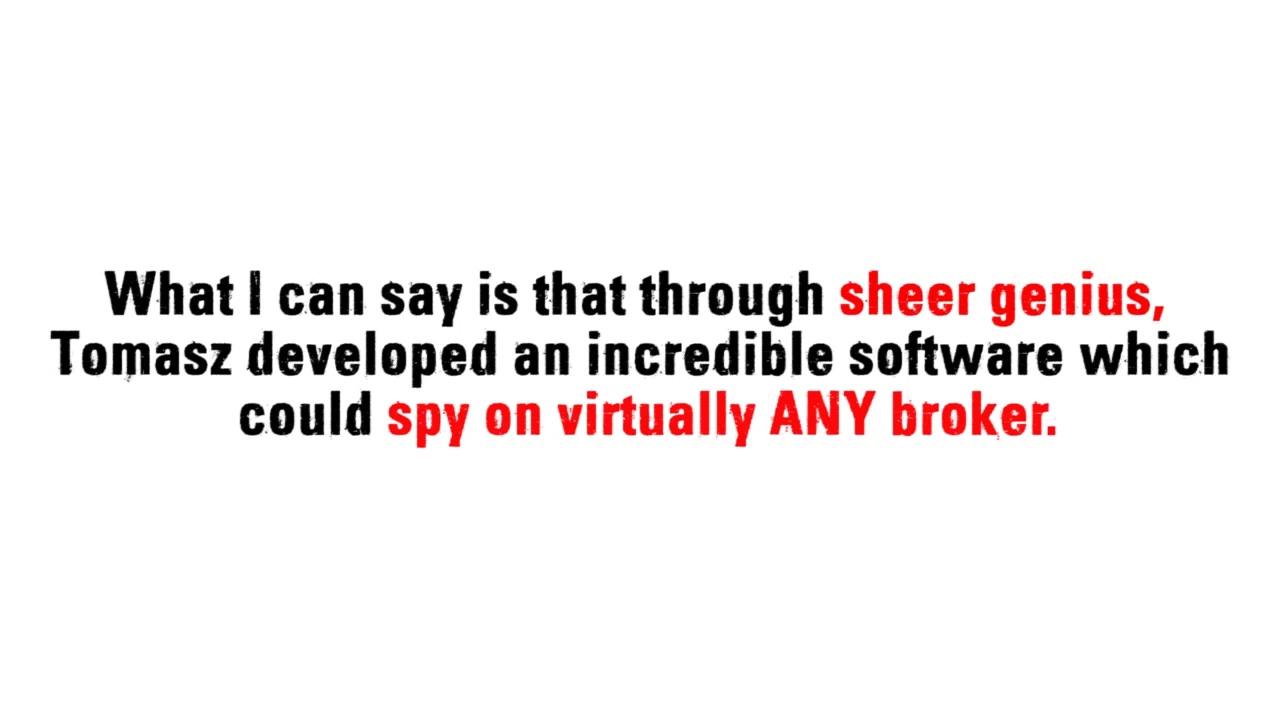 What I can say is that through sheer genius,
Tomasz developed an incredible software which
could spy on virtually ANY broker.